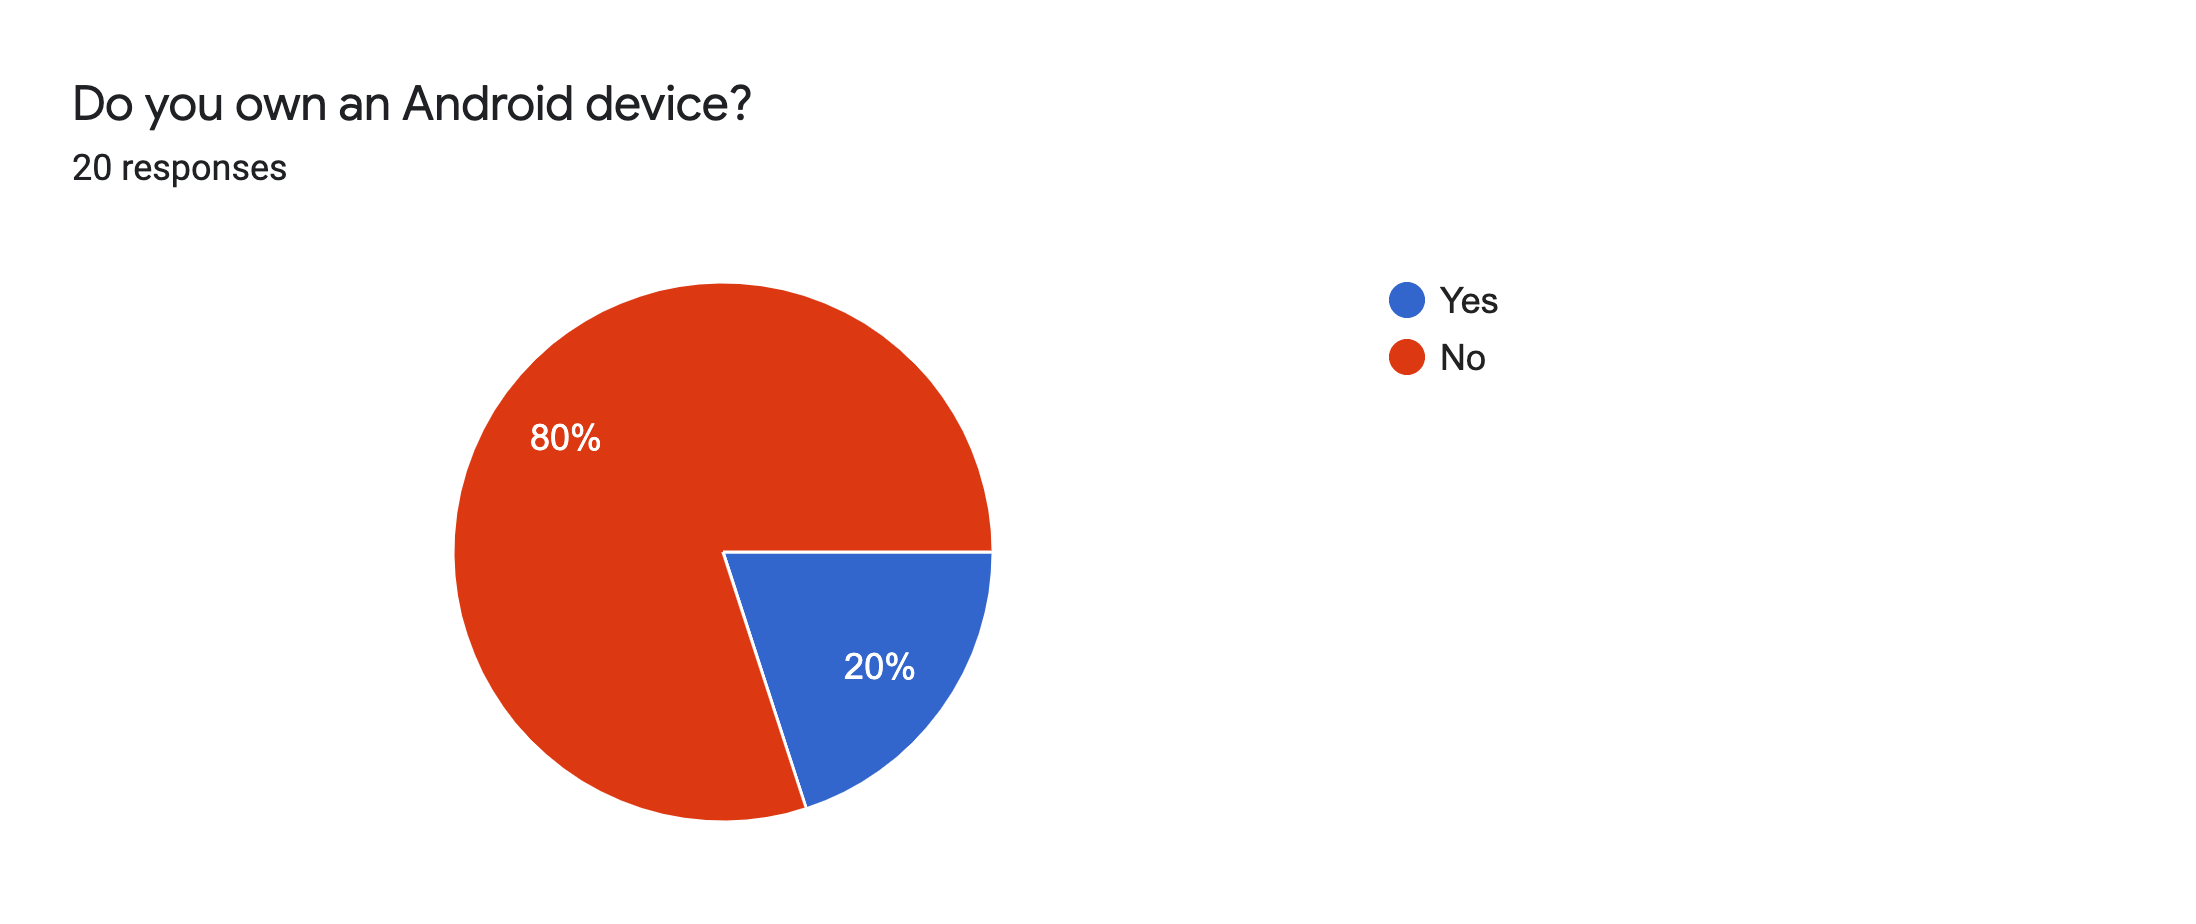 Do you own an Android device?
20 responses
Yes
No
80%
20%